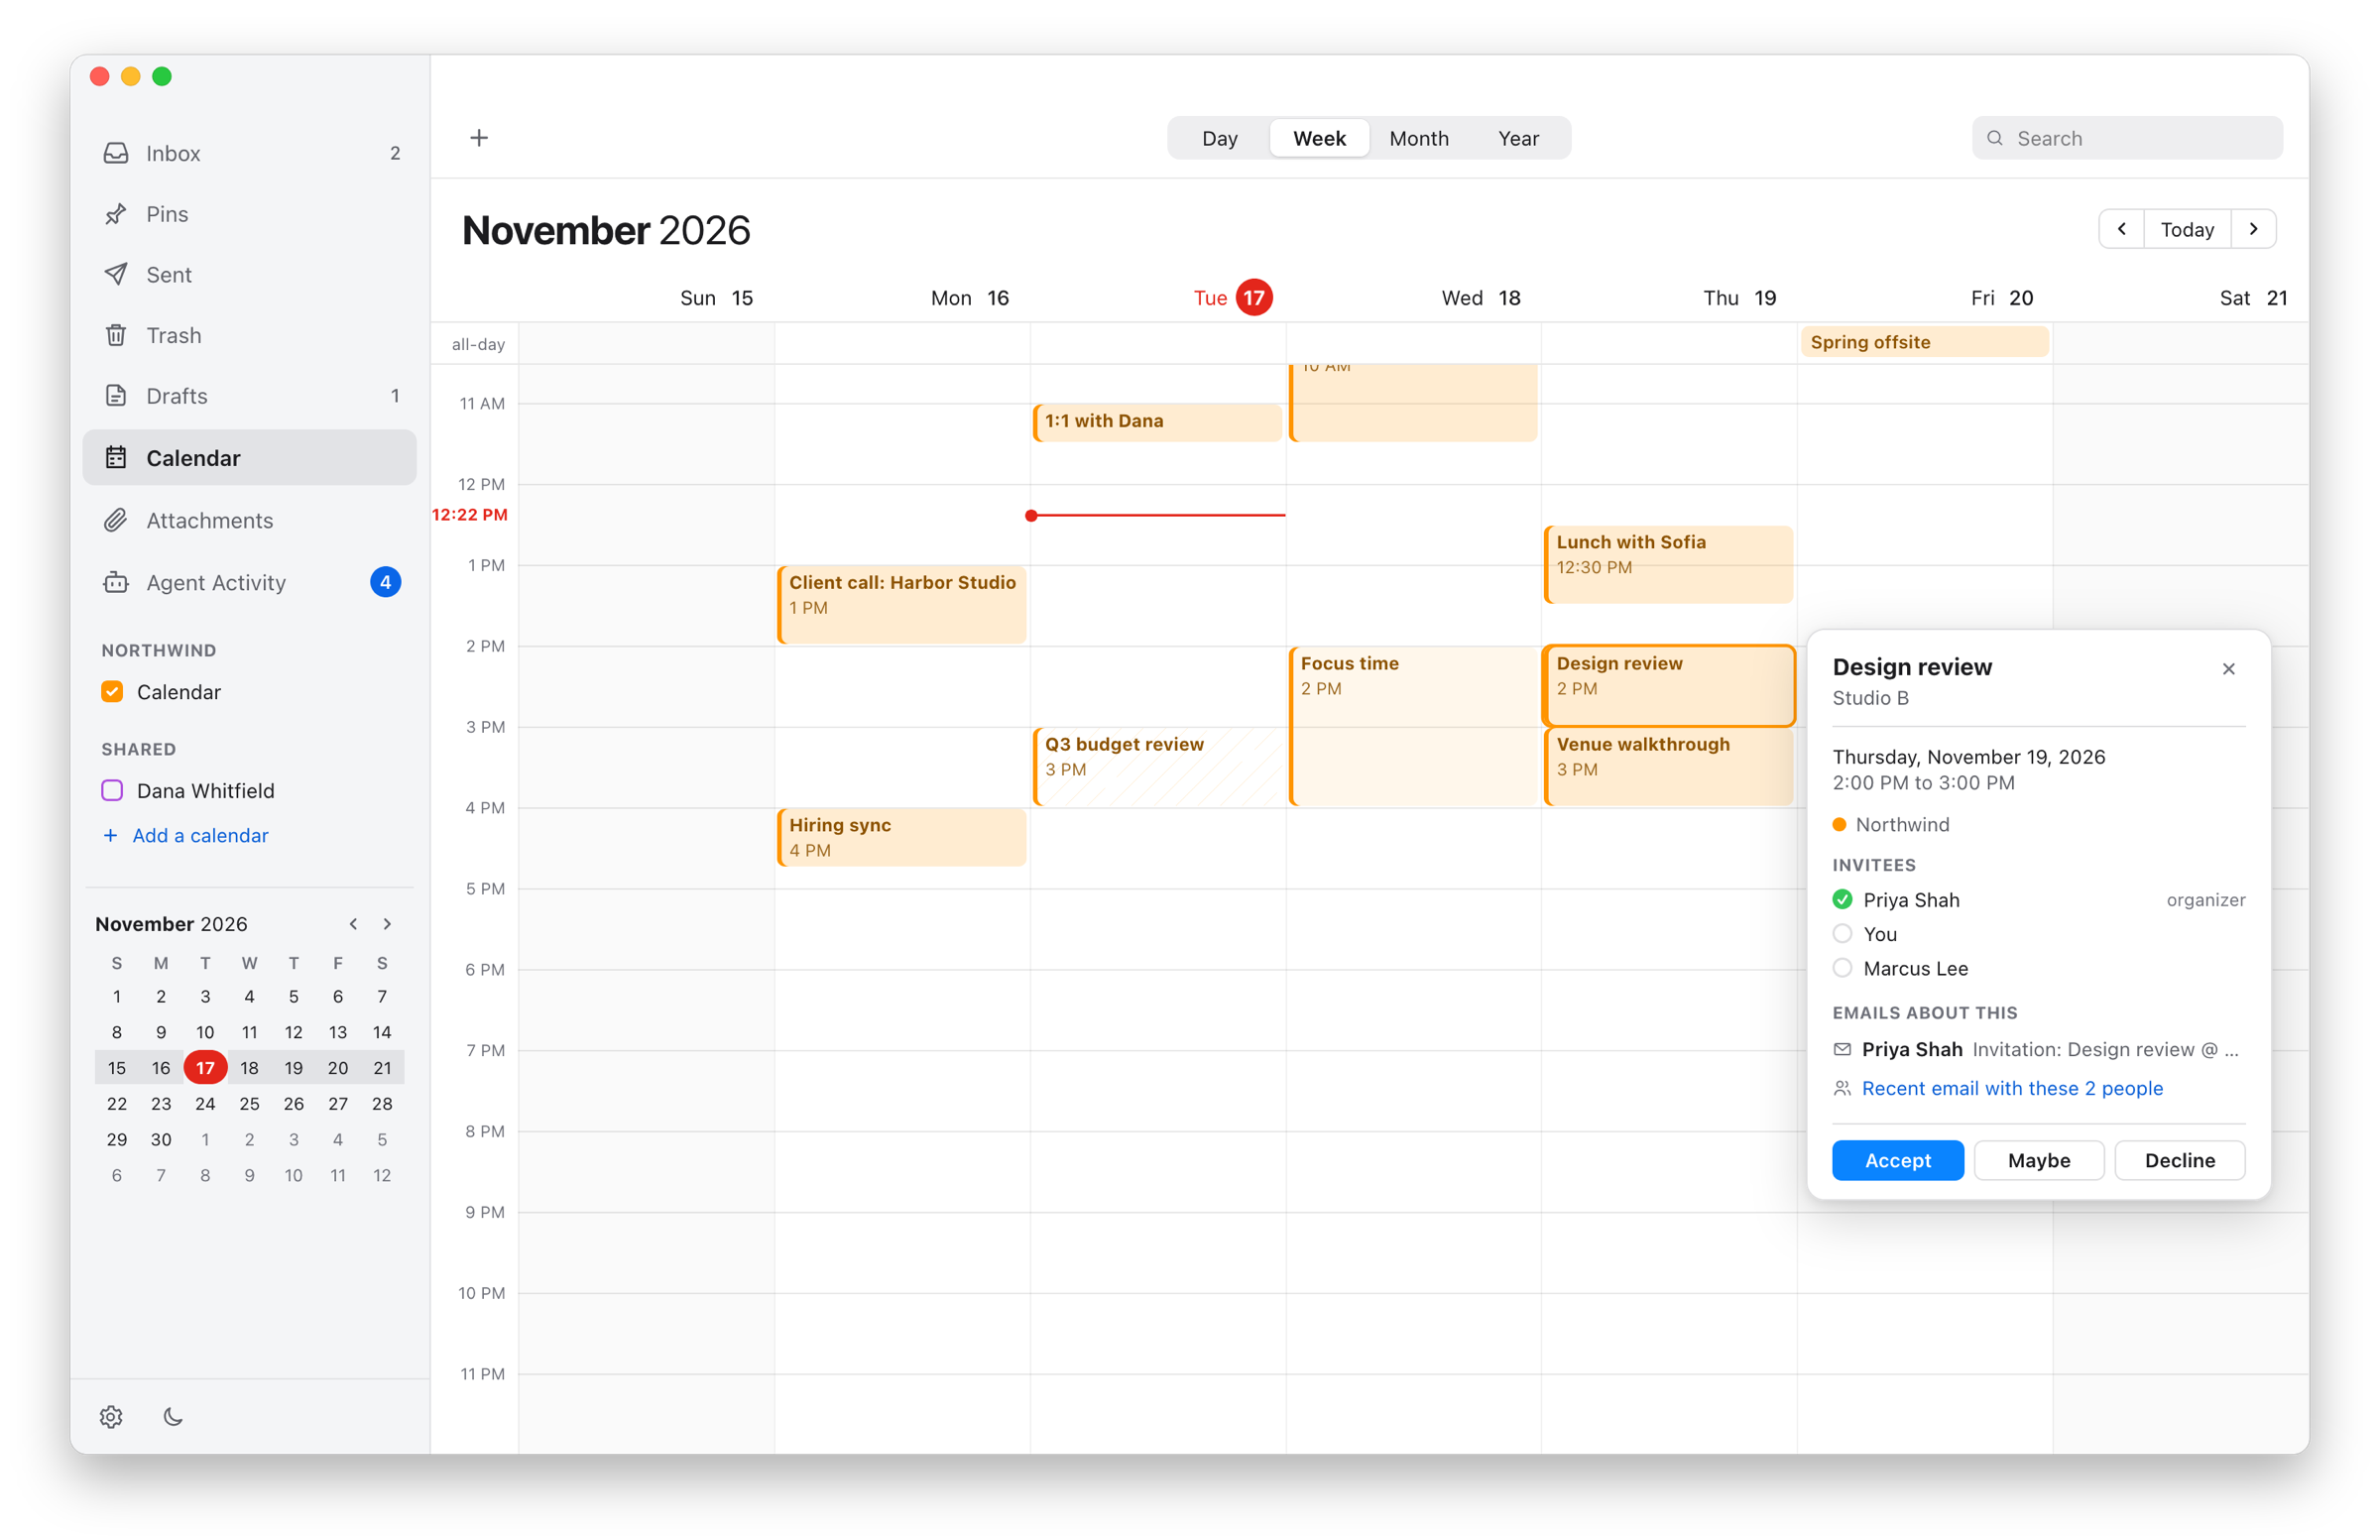 Inbox 2
Pins
Sent
Trash
Drafts 1
Calendar
Attachments
Agent Activity 4
NORTHWIND
Calendar
SHARED
Dana Whitfield
+ Add a calendar
November 2026
S M T W T F S
1 2 3 4 5 6 7
8 9 10 11 12 13 14
15 16 17 18 19 20 21
22 23 24 25 26 27 28
29 30 1 2 3 4 5
6 7 8 9 10 11 12
Day Week Month Year
Search
November 2026
Today
Sun 15 Mon 16 Tue 17 Wed 18 Thu 19 Fri 20 Sat 21
all-day
Spring offsite
10 AM
11 AM
1:1 with Dana
12 PM
12:22 PM
Lunch with Sofia
12:30 PM
1 PM
Client call: Harbor Studio
1 PM
2 PM
Focus time
2 PM
Design review
2 PM
3 PM
Q3 budget review
3 PM
Venue walkthrough
3 PM
4 PM
Hiring sync
4 PM
5 PM
6 PM
7 PM
8 PM
9 PM
10 PM
11 PM
Design review
Studio B
Thursday, November 19, 2026
2:00 PM to 3:00 PM
Northwind
INVITEES
Priya Shah organizer
You
Marcus Lee
EMAILS ABOUT THIS
Priya Shah Invitation: Design review @ ...
Recent email with these 2 people
Accept Maybe Decline